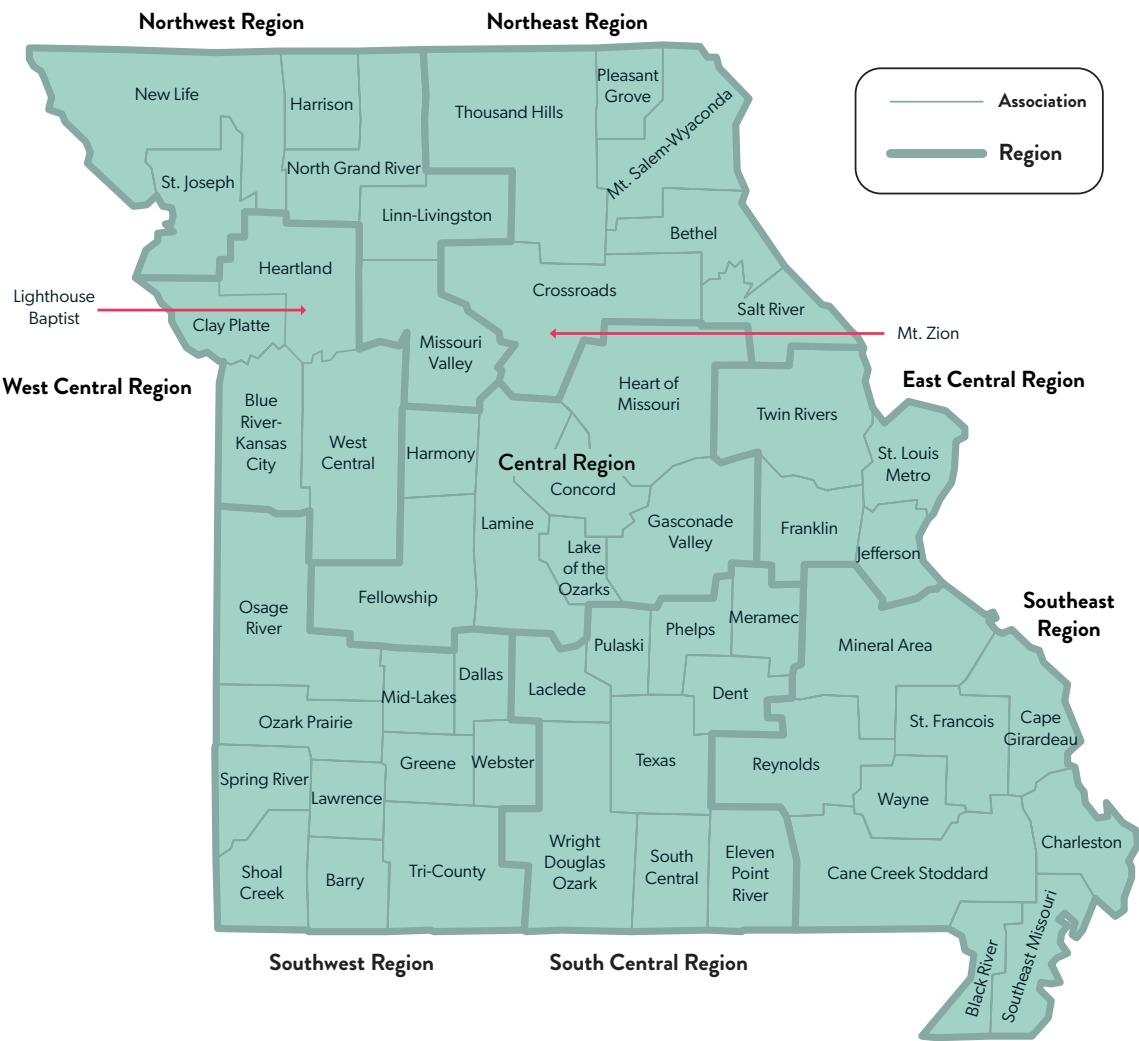 Northwest Region
Northeast Region
Association
Region
New Life
Harrison
Thousand Hills
Pleasant
Grove
Mt. Salem-Wyaconda
St. Joseph
North Grand River
Linn-Livingston
Bethel
Heartland
Lighthouse
Baptist
Clay Platte
Crossroads
Salt River
Mt. Zion
Missouri
Valley
West Central Region
East Central Region
Blue
River-
Kansas
City
West
Central
Harmony
Heart of
Missouri
Twin Rivers
St. Louis
Metro
Central Region
Concord
Lamine
Gasconade
Valley
Franklin
Jefferson
Lake
of the
Ozarks
Fellowship
Osage
River
Pulaski
Phelps
Meramec
Mineral Area
Southeast
Region
Mid-Lakes
Dallas
Laclede
Dent
Ozark Prairie
St. Francois
Cape
Girardeau
Spring River
Greene
Webster
Texas
Reynolds
Lawrence
Wayne
Shoal
Creek
Barry
Tri-County
Wright
Douglas
Ozark
South
Central
Eleven
Point
River
Cane Creek Stoddard
Charleston
Black River
Southeast Missouri
Southwest Region
South Central Region